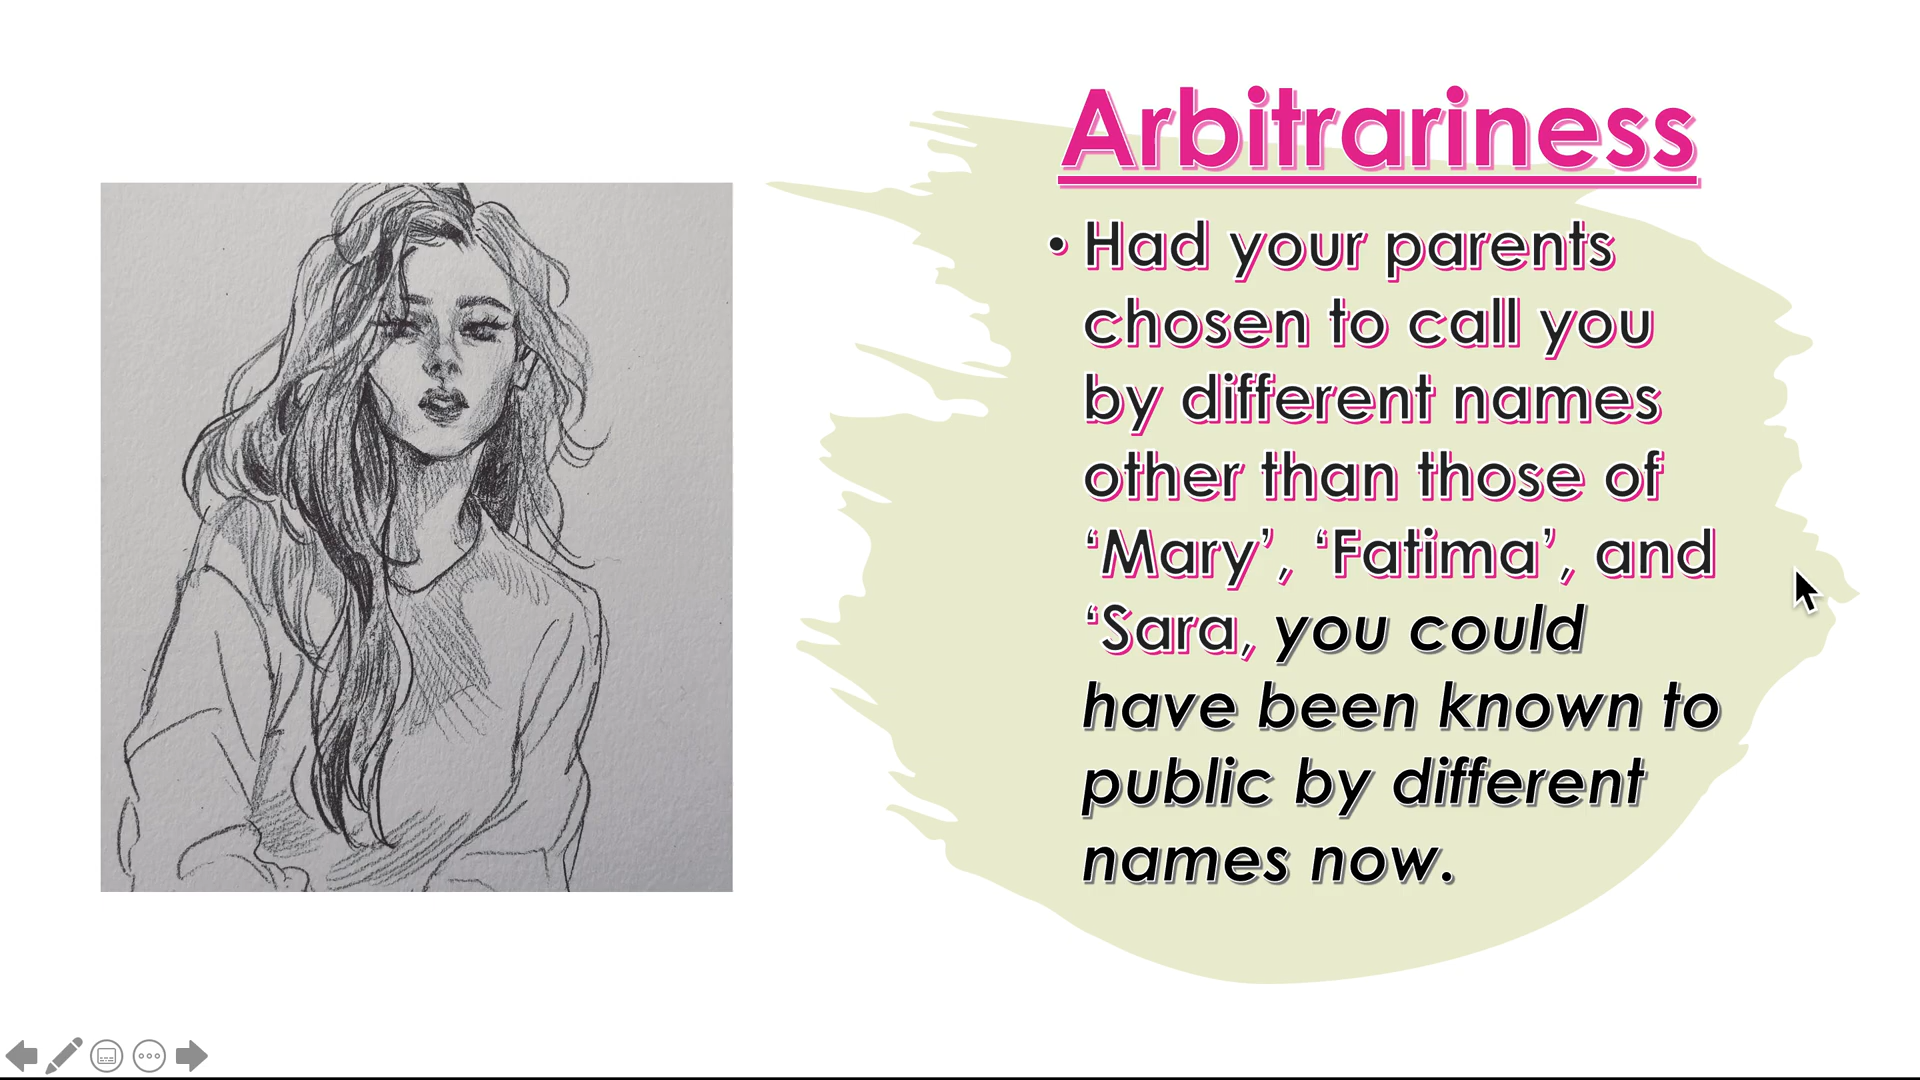 Arbitrariness
• Had your parents
chosen to call you
by different names
other than those of
‘Mary’, ‘Fatima’, and
‘Sara, you could
have been known to
public by different
names now.